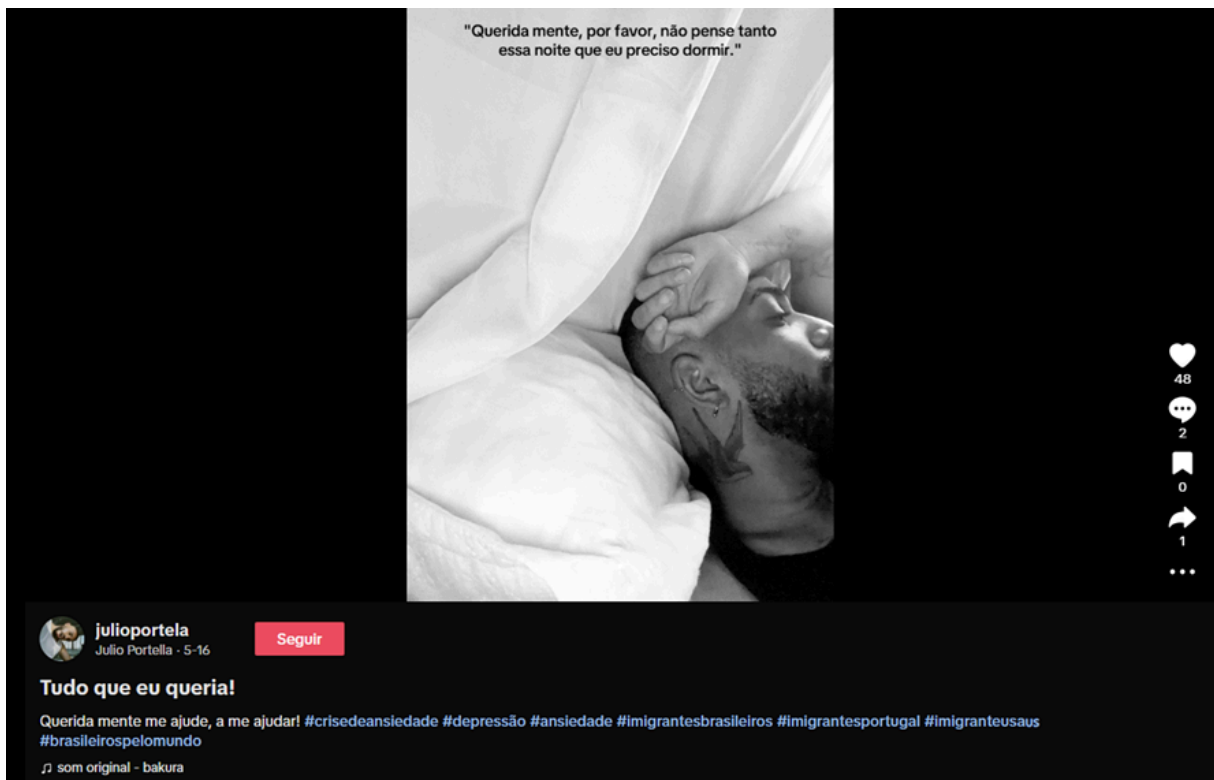 "Querida mente, por favor, não pense tanto
essa noite que eu preciso dormir."
48
2
0
1
julioportela
Julio Portella · 5-16
Seguir
Tudo que eu queria!
Querida mente me ajude, a me ajudar! #crisedeansiedade #depressão #ansiedade #imigrantesbrasileiros #imigrantesportugal #imigranteusaus
#brasileirospelomundo
som original - bakura